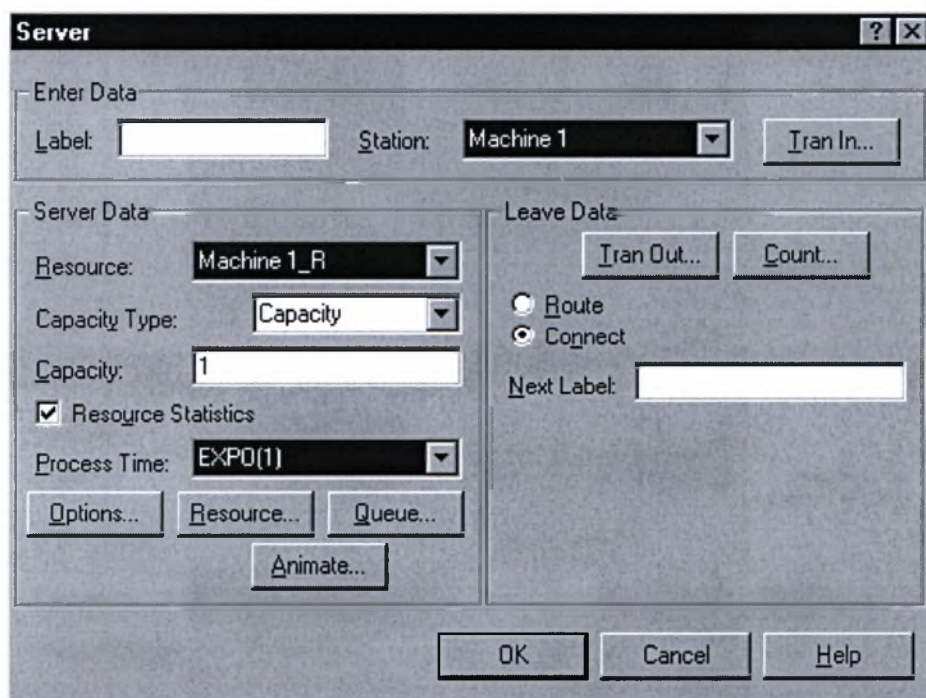 Server
Enter Data
Label: Station: Machine 1 Tran In...
Server Data
Resource: Machine 1_R
Capacity Type: Capacity
Capacity: 1
Resource Statistics
Process Time: EXPO(1)
Options... Resource... Queue...
Animate...
Leave Data
Tran Out... Count...
Route
Connect
Next Label:
OK Cancel Help